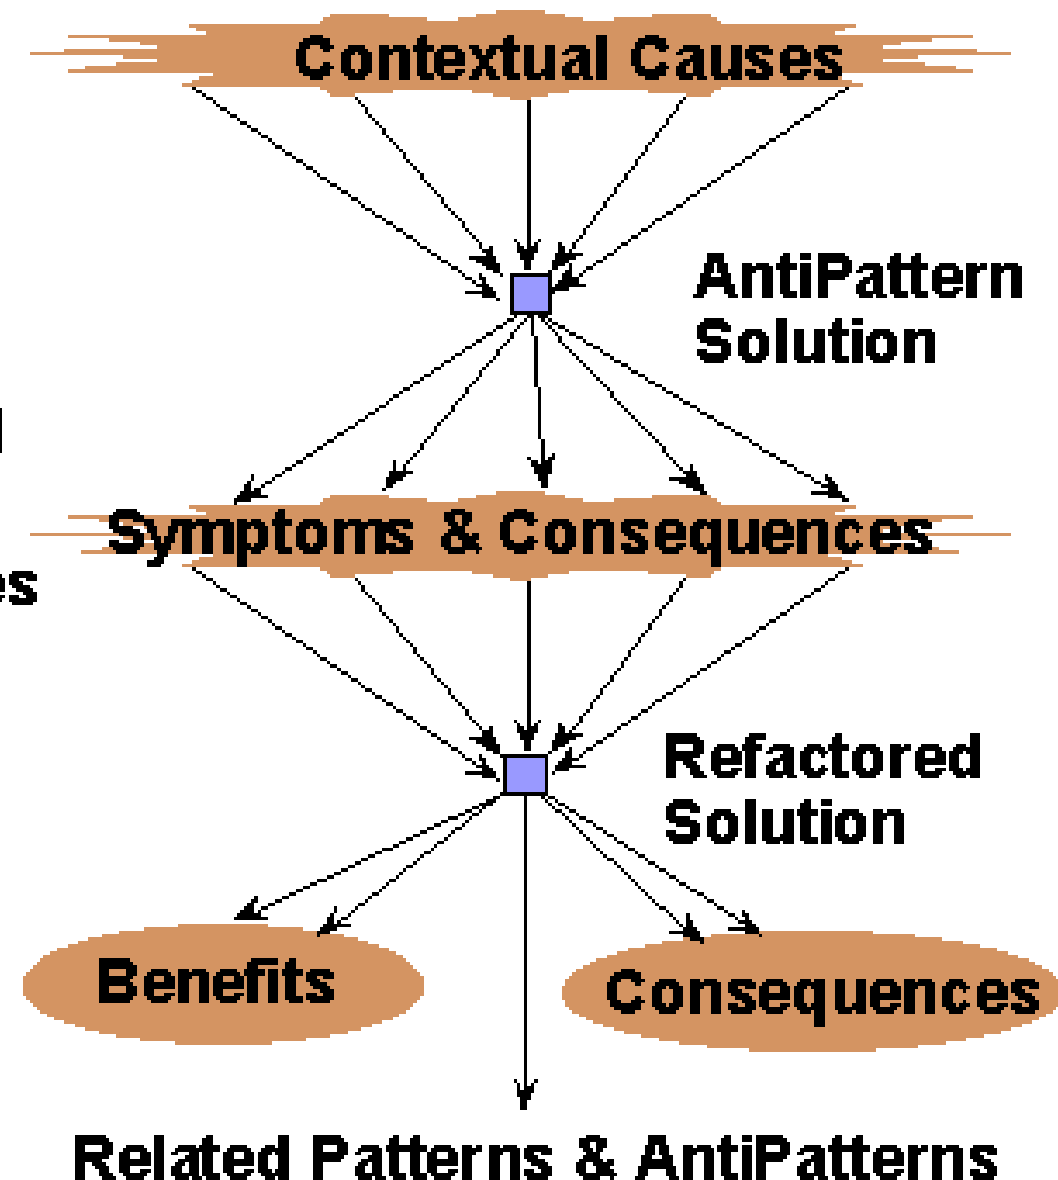 Contextual Causes
AntiPattern
Solution
Symptoms & Consequences
Refactored
Solution
Benefits
Consequences
Related Patterns & AntiPatterns